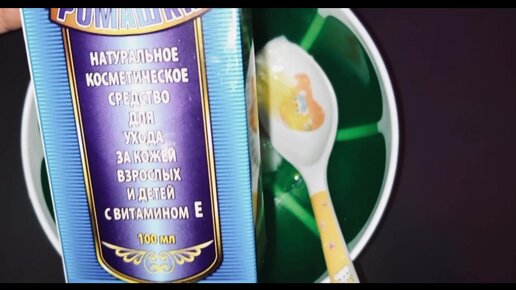 РОМАШКИ
НАТУРАЛЬНОЕ
КОСМЕТИЧЕСКОЕ
СРЕДСТВО
ДЛЯ
УХОДА
ЗА КОЖЕЙ
ВЗРОСЛЫХ
И ДЕТЕЙ
С ВИТАМИНОМ Е
100 мл